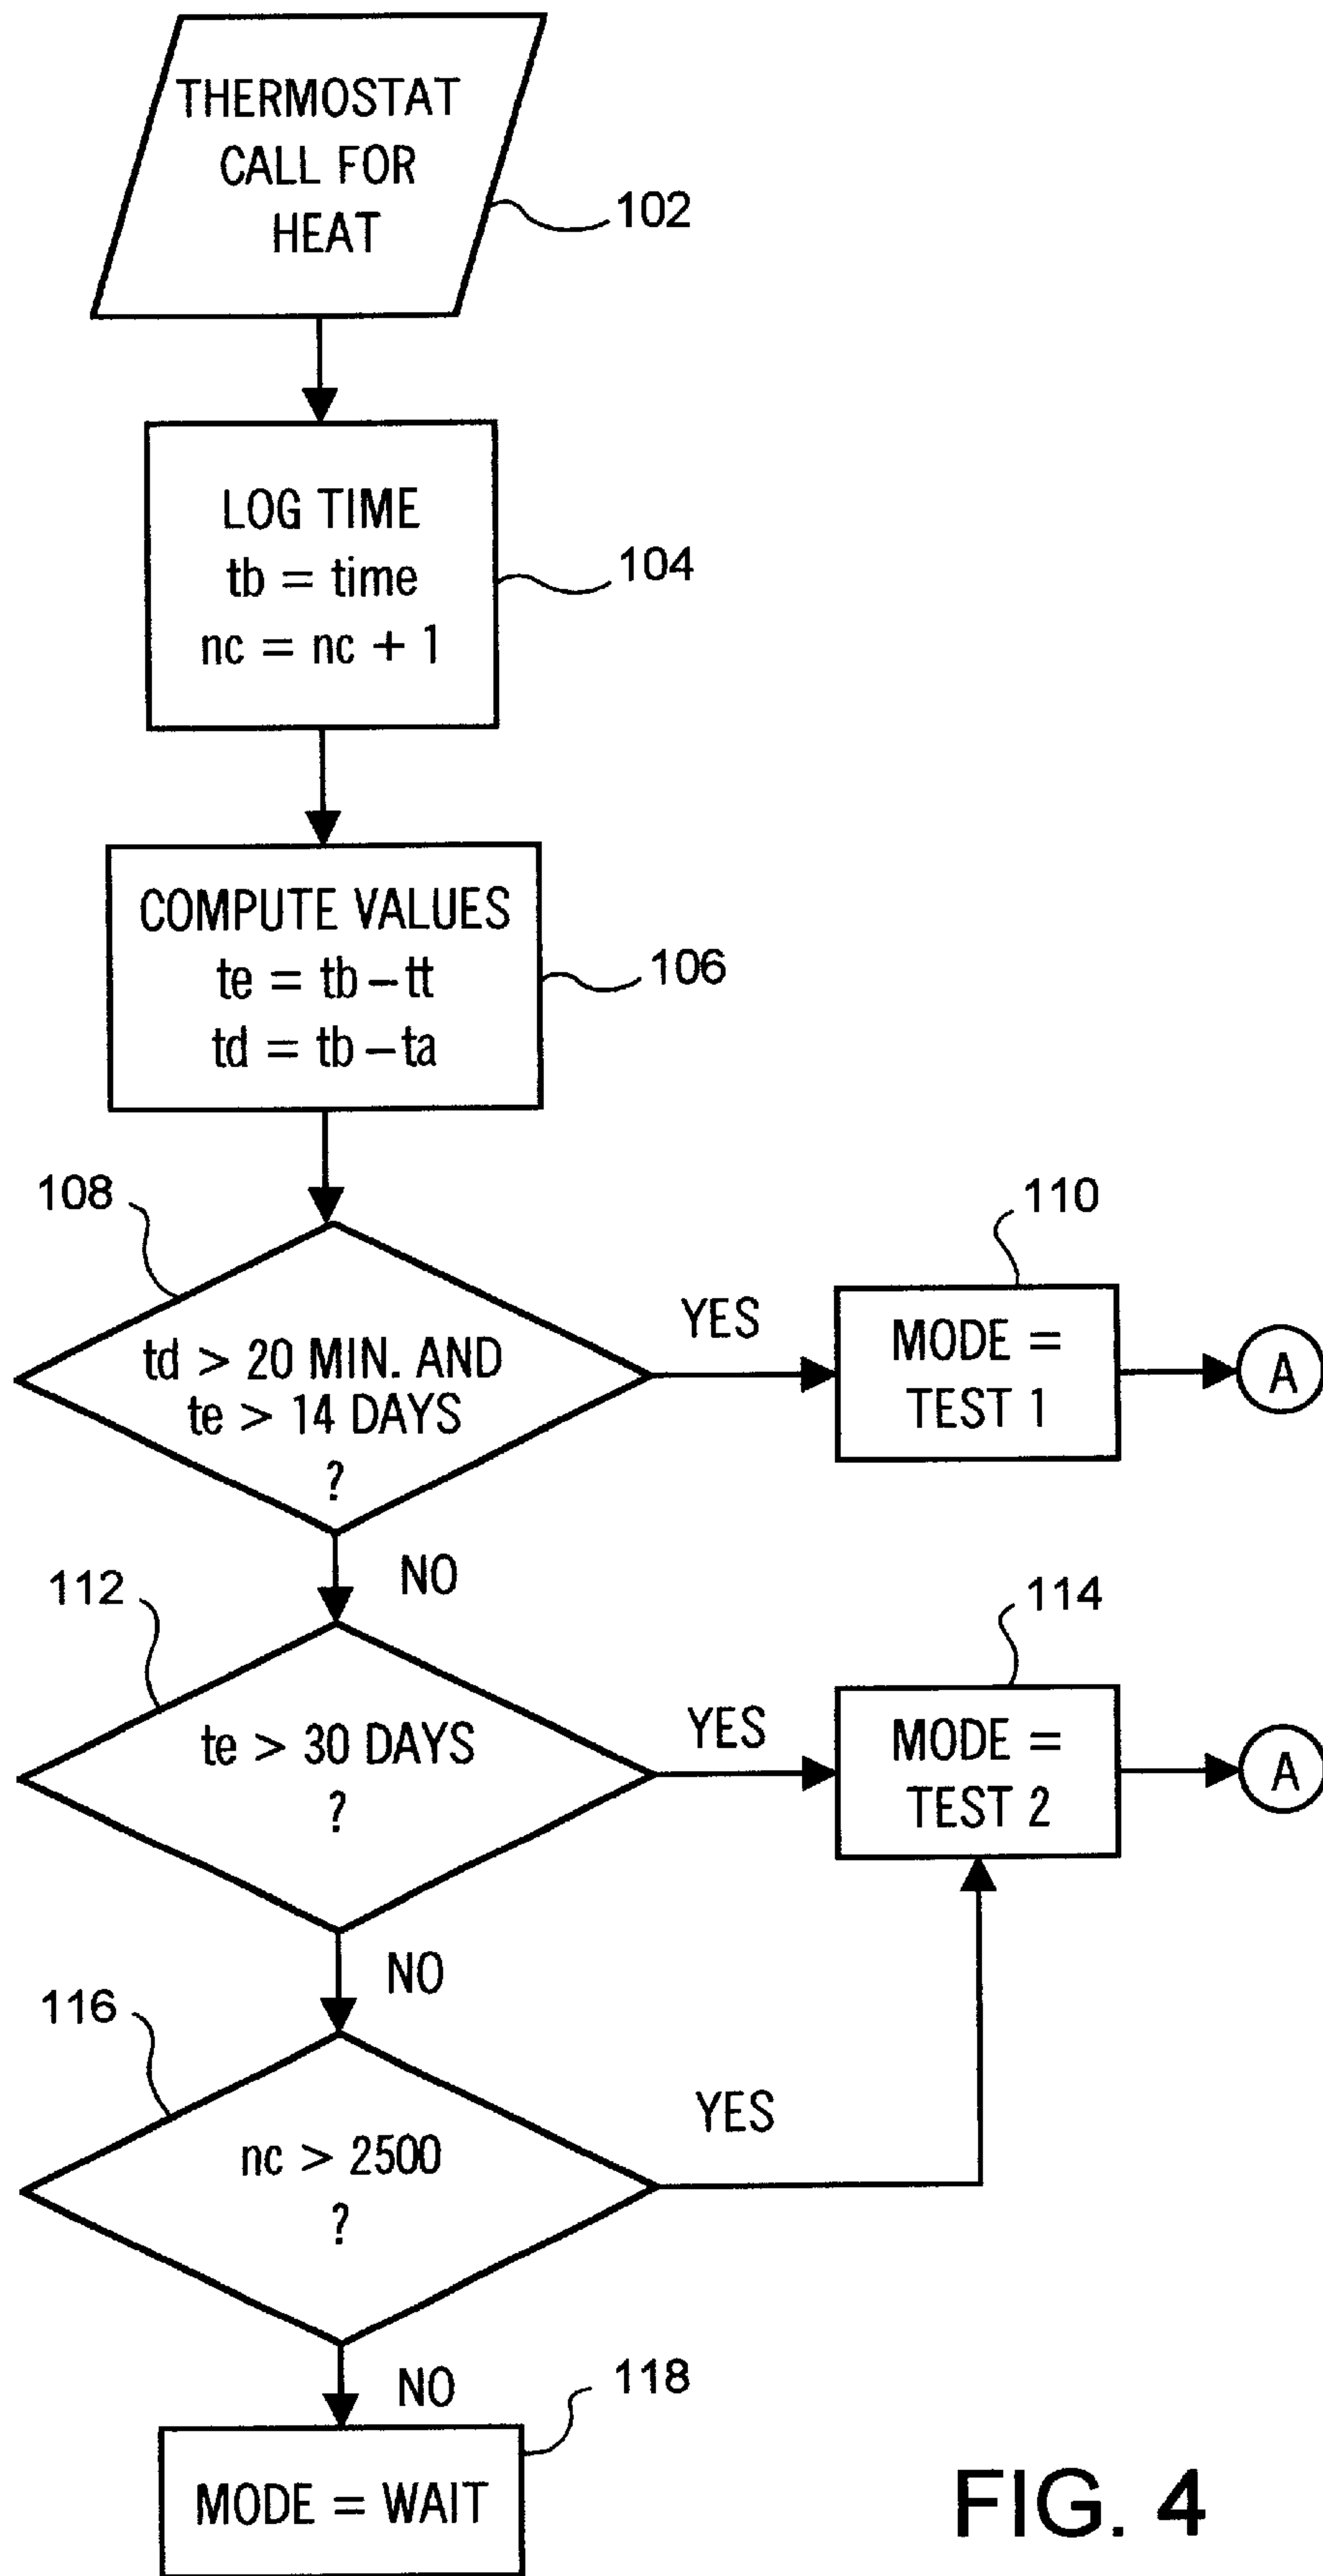 THERMOSTAT
CALL FOR
HEAT
102
LOG TIME
tb = time
nc = nc + 1
104
COMPUTE VALUES
te = tb – tt
td = tb – ta
106
108
td > 20 MIN. AND
te > 14 DAYS
?
YES
110
MODE =
TEST 1
A
NO
112
te > 30 DAYS
?
YES
114
MODE =
TEST 2
A
NO
116
nc > 2500
?
YES
NO
118
MODE = WAIT
FIG. 4